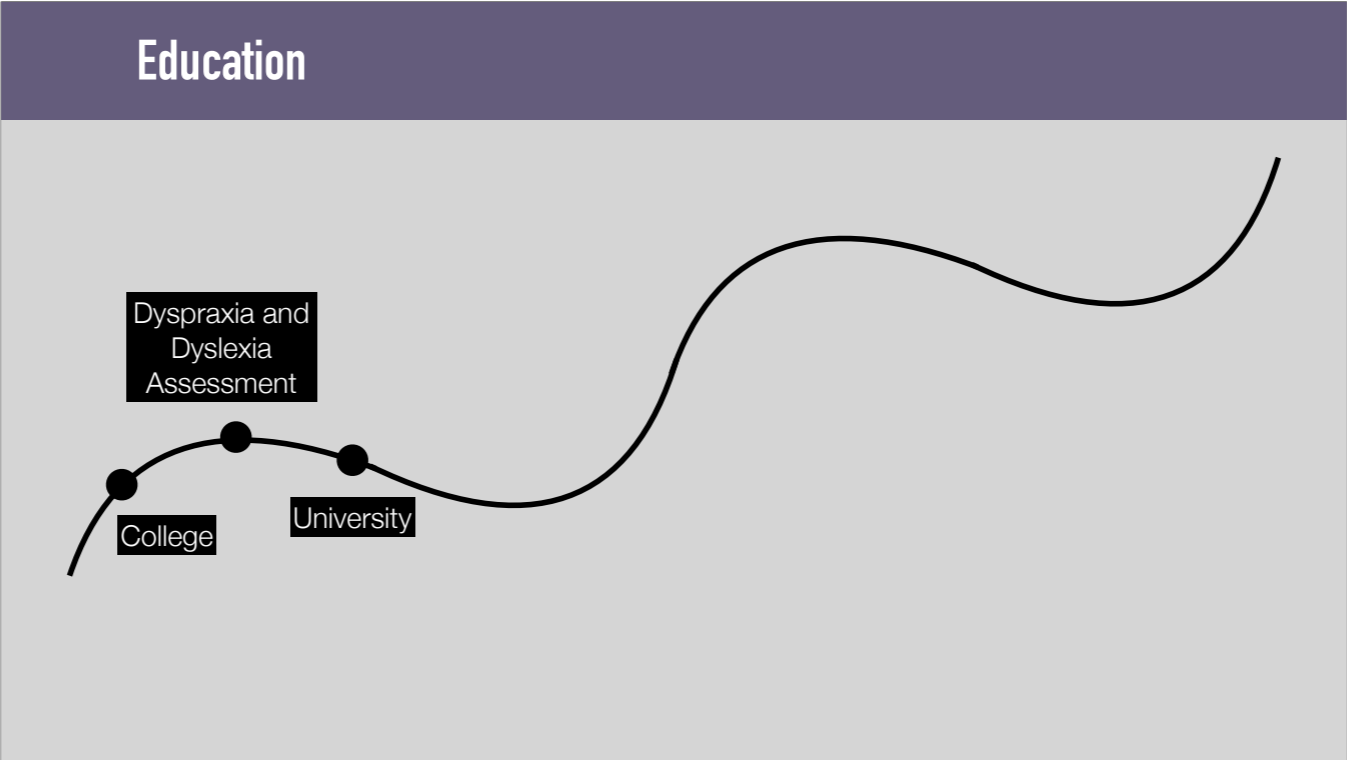 Education
Dyspraxia and
Dyslexia
Assessment
College
University